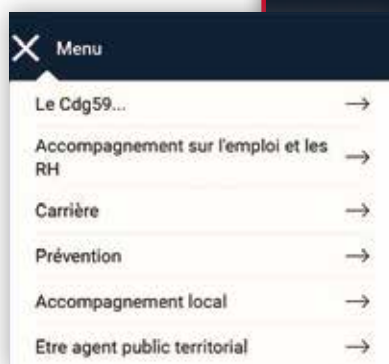 Menu
Le Cdg59...
Accompagnement sur l'emploi et les
RH
Carrière
Prévention
Accompagnement local
Etre agent public territorial